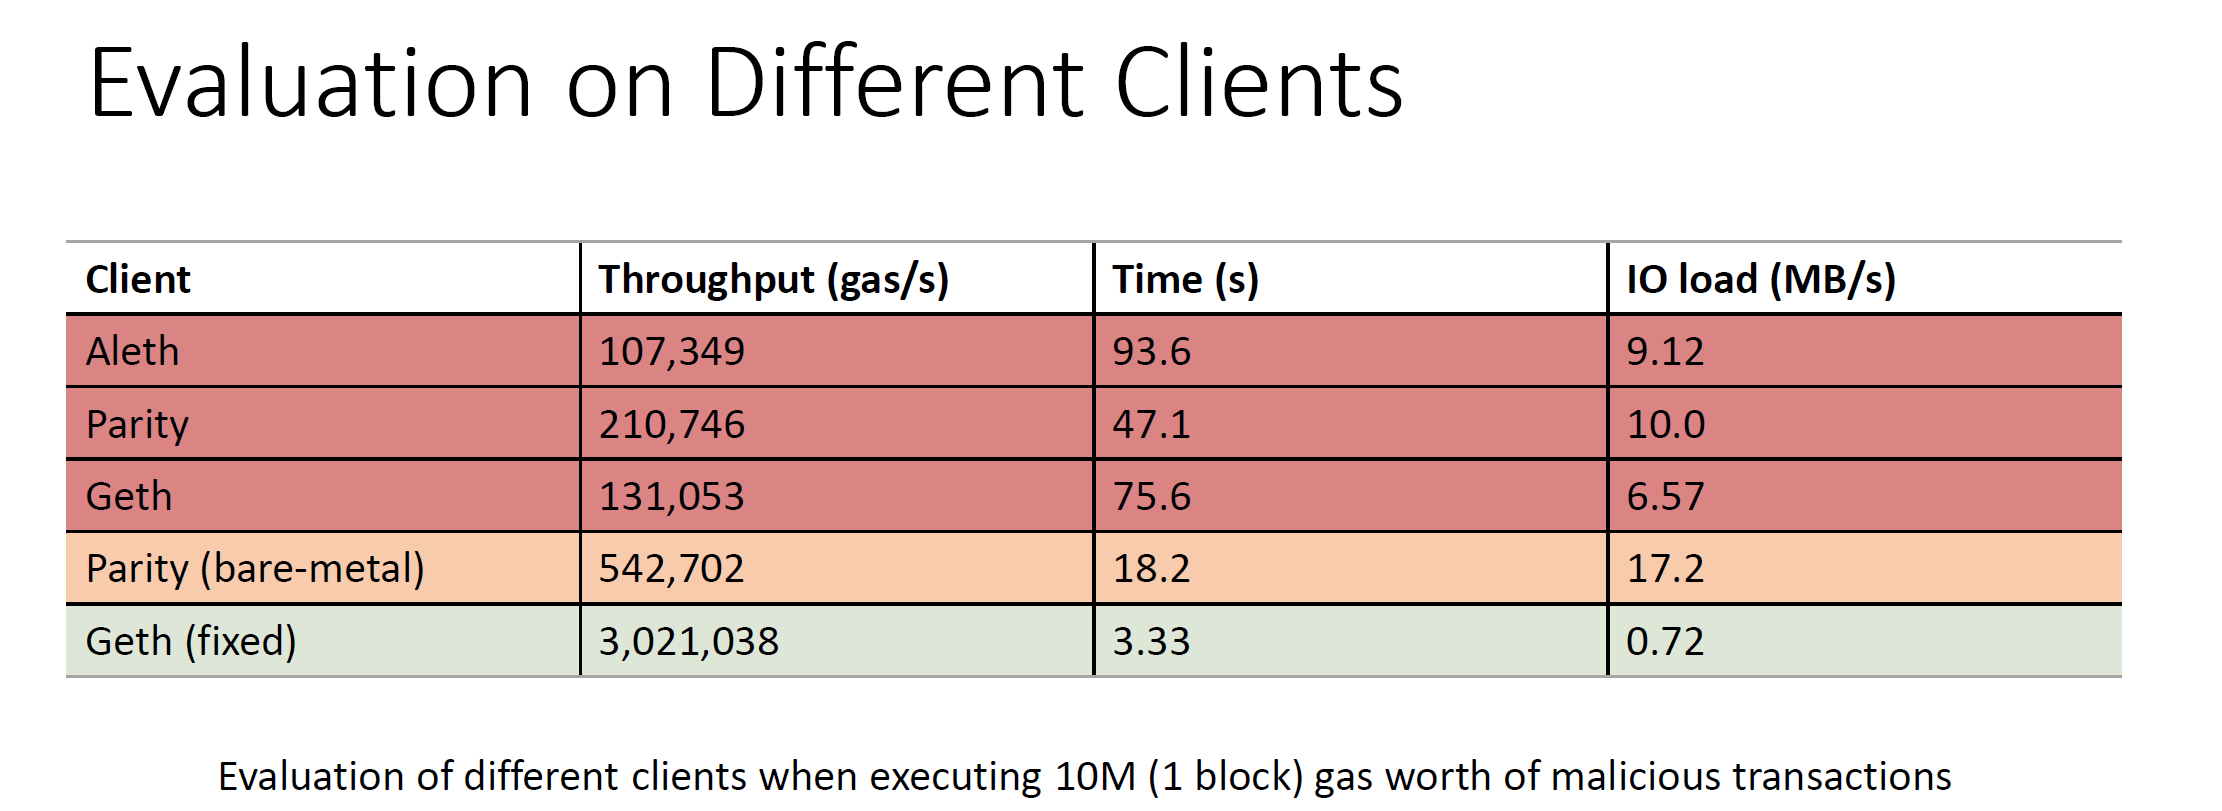 Evaluation on Different Clients
Client Throughput (gas/s) Time (s) IO load (MB/s)
Aleth 107,349 93.6 9.12
Parity 210,746 47.1 10.0
Geth 131,053 75.6 6.57
Parity (bare-metal) 542,702 18.2 17.2
Geth (fixed) 3,021,038 3.33 0.72
Evaluation of different clients when executing 10M (1 block) gas worth of malicious transactions